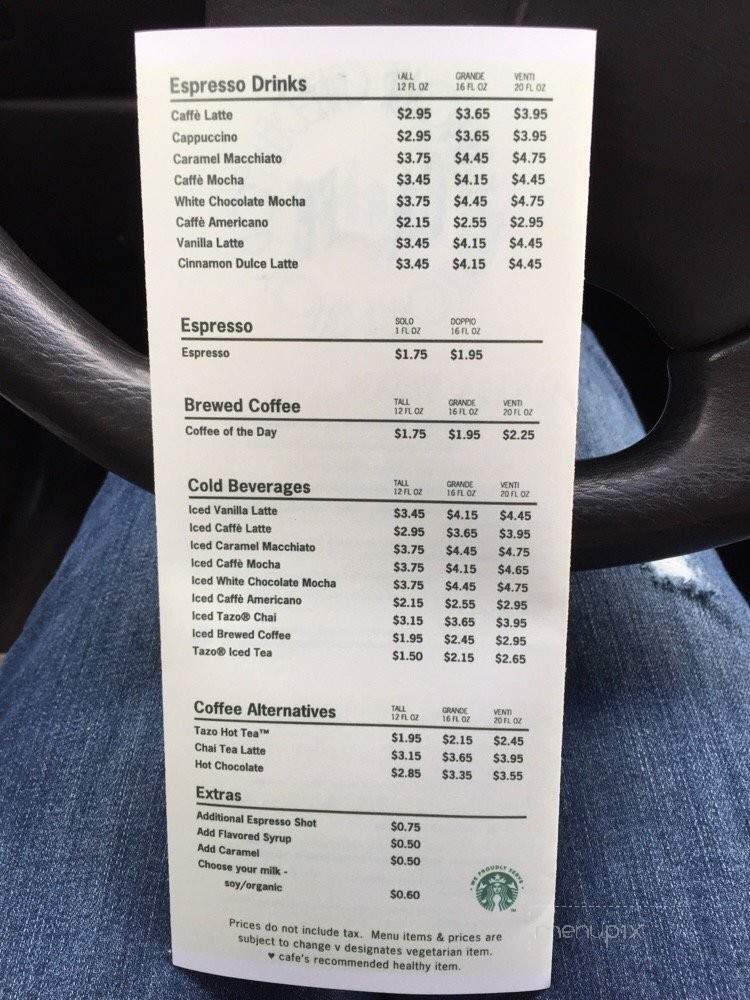 Espresso Drinks TALL GRANDE VENTI
12 FL OZ 16 FL OZ 20 FL OZ
Caffè Latte $2.95 $3.65 $3.95
Cappuccino $2.95 $3.65 $3.95
Caramel Macchiato $3.75 $4.45 $4.75
Caffè Mocha $3.45 $4.15 $4.45
White Chocolate Mocha $3.75 $4.45 $4.75
Caffè Americano $2.15 $2.55 $2.95
Vanilla Latte $3.45 $4.15 $4.45
Cinnamon Dulce Latte $3.45 $4.15 $4.45
Espresso SOLO DOPPIO
1 FL OZ 16 FL OZ
Espresso $1.75 $1.95
Brewed Coffee TALL GRANDE VENTI
12 FL OZ 16 FL OZ 20 FL OZ
Coffee of the Day $1.75 $1.95 $2.25
Cold Beverages TALL GRANDE VENTI
12 FL OZ 16 FL OZ 20 FL OZ
Iced Vanilla Latte $3.45 $4.15 $4.45
Iced Caffè Latte $2.95 $3.65 $3.95
Iced Caramel Macchiato $3.75 $4.45 $4.75
Iced Caffè Mocha $3.75 $4.15 $4.65
Iced White Chocolate Mocha $3.75 $4.45 $4.75
Iced Caffè Americano $2.15 $2.55 $2.95
Iced Tazo® Chai $3.15 $3.65 $3.95
Iced Brewed Coffee $1.95 $2.45 $2.95
Tazo® Iced Tea $1.50 $2.15 $2.65
Coffee Alternatives TALL GRANDE VENTI
12 FL OZ 16 FL OZ 20 FL OZ
Tazo Hot Tea™ $1.95 $2.15 $2.45
Chai Tea Latte $3.15 $3.65 $3.95
Hot Chocolate $2.85 $3.35 $3.55
Extras
Additional Espresso Shot $0.75
Add Flavored Syrup $0.50
Add Caramel $0.50
Choose your milk -
soy/organic $0.60
WE PROUDLY SERVE
Prices do not include tax. Menu items & prices are
subject to change v designates vegetarian item.
♥ cafe's recommended healthy item.
menupix